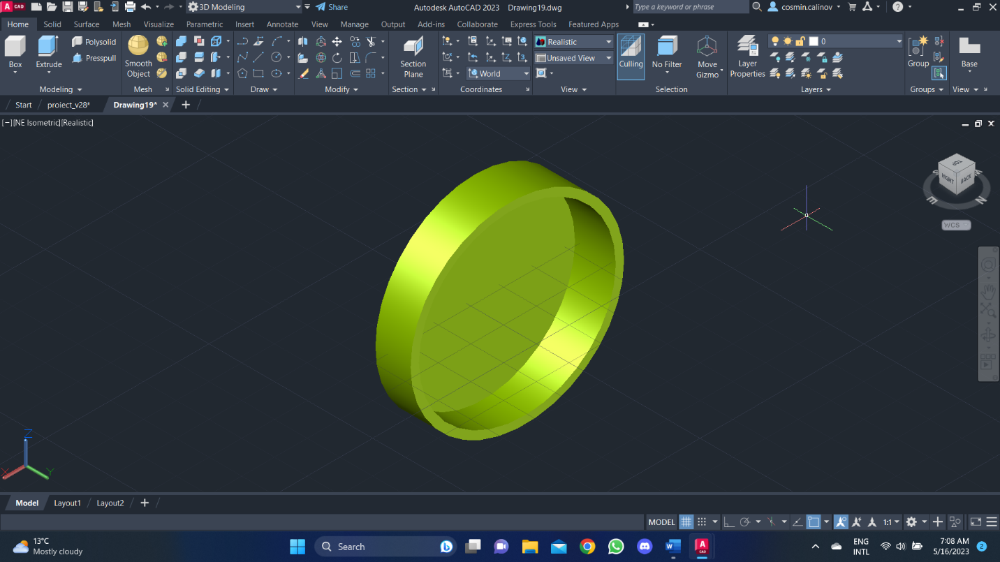 A CAD 3D Modeling Share Autodesk AutoCAD 2023 Drawing19.dwg Type a keyword or phrase cosmin.calinov
Home Solid Surface Mesh Visualize Parametric Insert Annotate View Manage Output Add-ins Collaborate Express Tools Featured Apps
Polysolid
Presspull
Realistic
Unsaved View
World
0
Box Extrude Smooth Object Section Plane Culling No Filter Move Gizmo Layer Properties Group Base
Modeling Mesh Solid Editing Draw Modify Section Coordinates View Selection Layers Groups View
Start proiect_v28* Drawing19*
[−][NE Isometric][Realistic]
TOP
RIGHT BACK
N
E
WCS
Z
X Y
Model Layout1 Layout2
MODEL 1:1
13°C
Mostly cloudy
Search
A CAD
ENG
INTL
7:08 AM
5/16/2023
2